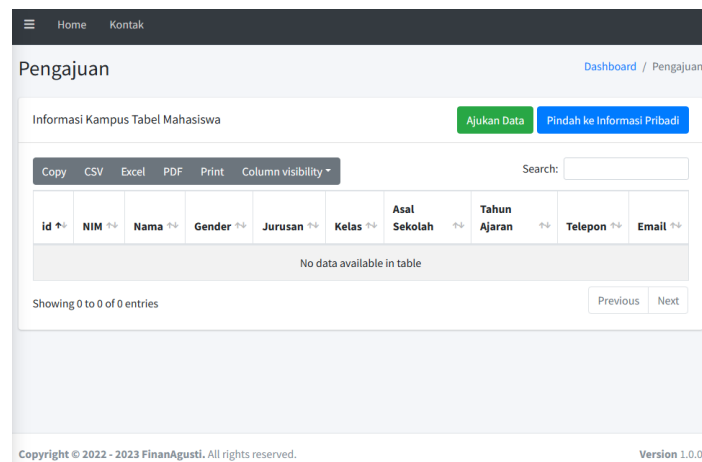 Home Kontak
Pengajuan
Dashboard / Pengajuan
Informasi Kampus Tabel Mahasiswa
Ajukan Data
Pindah ke Informasi Pribadi
Copy CSV Excel PDF Print Column visibility
Search:
id NIM Nama Gender Jurusan Kelas Asal Sekolah Tahun Ajaran Telepon Email
No data available in table
Showing 0 to 0 of 0 entries
Previous Next
Copyright © 2022 - 2023 FinanAgusti. All rights reserved.
Version 1.0.0